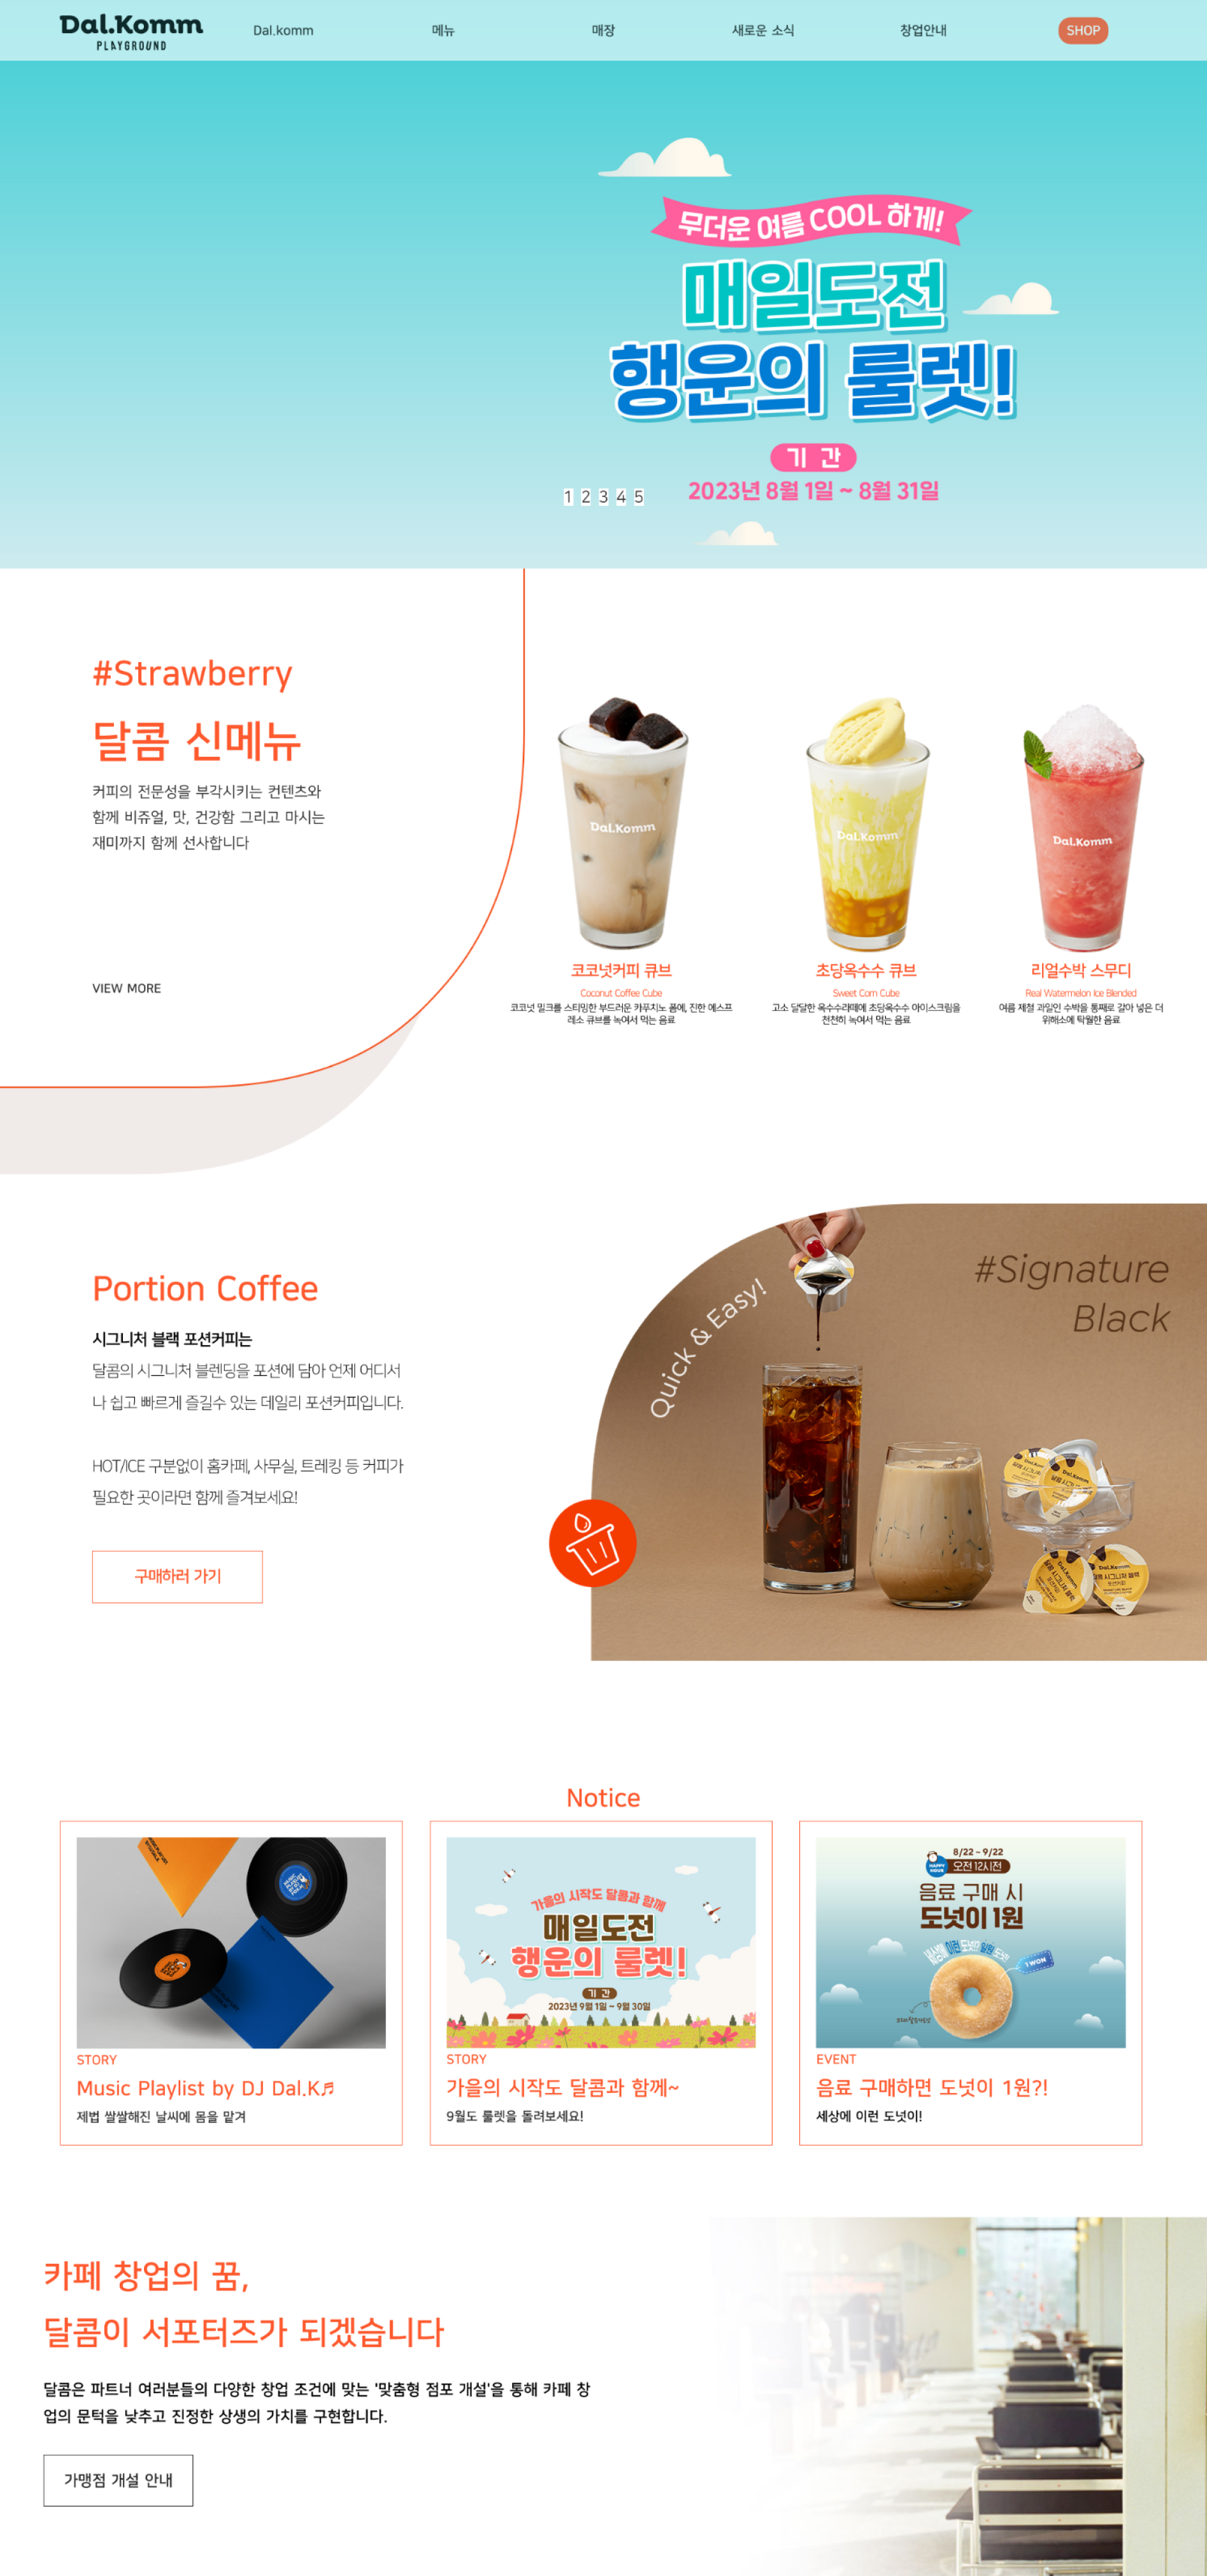 Dal.Komm
PLAYGROUND
Dal.komm
메뉴
매장
새로운 소식
창업안내
SHOP
무더운 여름 COOL 하게!
매일도전
행운의 룰렛!
기 간
2023년 8월 1일 ~ 8월 31일
1 2 3 4 5
#Strawberry
달콤 신메뉴
커피의 전문성을 부각시키는 컨텐츠와
함께 비쥬얼, 맛, 건강함 그리고 마시는
재미까지 함께 선사합니다
VIEW MORE
Dal.Komm
Dal.Komm
Dal.Komm
코코넛커피 큐브
Coconut Coffee Cube
코코넛 밀크를 스티밍한 부드러운 카푸치노 폼에, 진한 에스프
레소 큐브를 녹여서 먹는 음료
초당옥수수 큐브
Sweet Corn Cube
고소 달달한 옥수수라떼에 초당옥수수 아이스크림을
천천히 녹여서 먹는 음료
리얼수박 스무디
Real Watermelon Ice Blended
여름 제철 과일인 수박을 통째로 갈아 넣은 더
위해소에 탁월한 음료
Portion Coffee
시그니처 블랙 포션커피는
달콤의 시그니처 블렌딩을 포션에 담아 언제 어디서
나 쉽고 빠르게 즐길수 있는 데일리 포션커피입니다.
HOT/ICE 구분없이 홈카페, 사무실, 트레킹 등 커피가
필요한 곳이라면 함께 즐겨보세요!
구매하러 가기
Quick & Easy!
#Signature
Black
Notice
STORY
Music Playlist by DJ Dal.K♬
제법 쌀쌀해진 날씨에 몸을 맡겨
가을의 시작도 달콤과 함께
매일도전
행운의 룰렛!
기 간
2023년 9월 1일 ~ 9월 30일
STORY
가을의 시작도 달콤과 함께~
9월도 룰렛을 돌려보세요!
8/22 ~ 9/22
HAPPY HOUR
오전 12시전
음료 구매 시
도넛이 1원
세상에 이런 도넛이? 일원 도넛
1 WON
EVENT
음료 구매하면 도넛이 1원?!
세상에 이런 도넛이!
카페 창업의 꿈,
달콤이 서포터즈가 되겠습니다
달콤은 파트너 여러분들의 다양한 창업 조건에 맞는 '맞춤형 점포 개설'을 통해 카페 창
업의 문턱을 낮추고 진정한 상생의 가치를 구현합니다.
가맹점 개설 안내